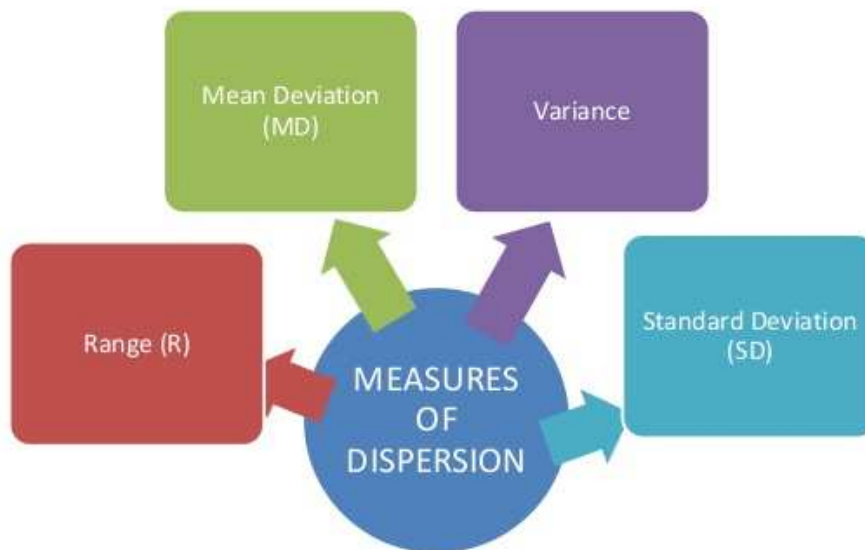 Mean Deviation
(MD)
Variance
Range (R)
Standard Deviation
(SD)
MEASURES
OF
DISPERSION